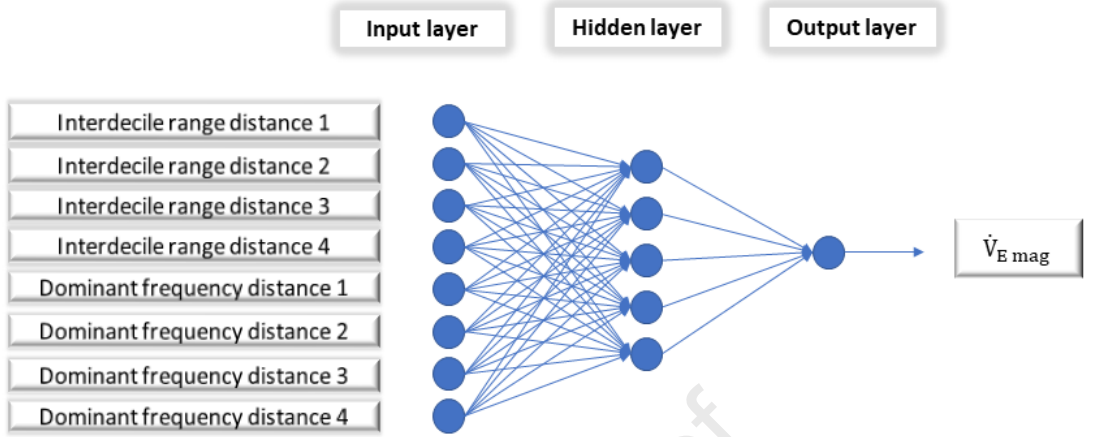 Input layer
Hidden layer
Output layer
Interdecile range distance 1
Interdecile range distance 2
Interdecile range distance 3
Interdecile range distance 4
Dominant frequency distance 1
Dominant frequency distance 2
Dominant frequency distance 3
Dominant frequency distance 4
V̇E mag